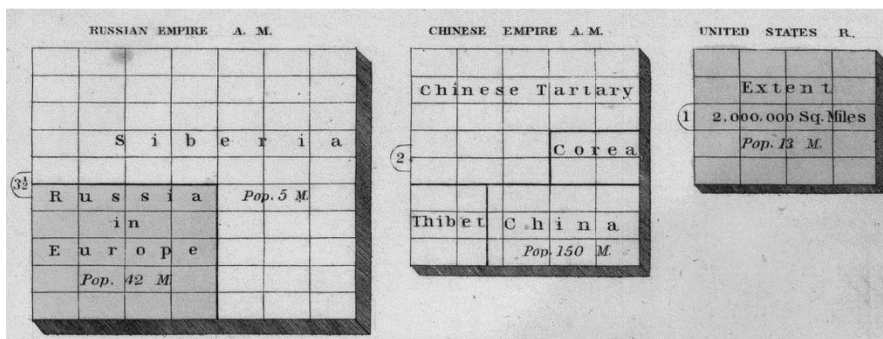 RUSSIAN EMPIRE A. M.
Siberia
3½
Russia
in
Europe
Pop. 42 M.
Pop. 5 M.
CHINESE EMPIRE A. M.
Chinese Tartary
Corea
2
Thibet
China
Pop. 150 M.
UNITED STATES R.
Extent
1
2,000.000 Sq. Miles
Pop. 13 M.